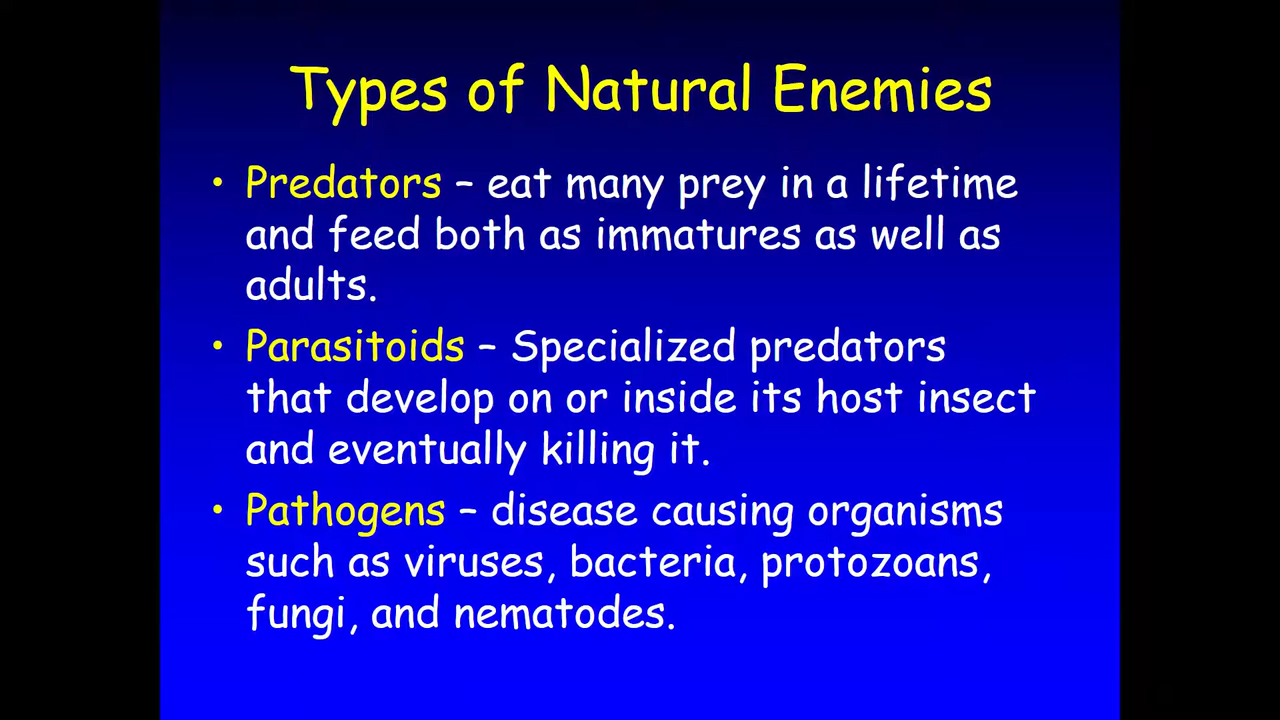 Types of Natural Enemies
• Predators – eat many prey in a lifetime
and feed both as immatures as well as
adults.
• Parasitoids – Specialized predators
that develop on or inside its host insect
and eventually killing it.
• Pathogens – disease causing organisms
such as viruses, bacteria, protozoans,
fungi, and nematodes.